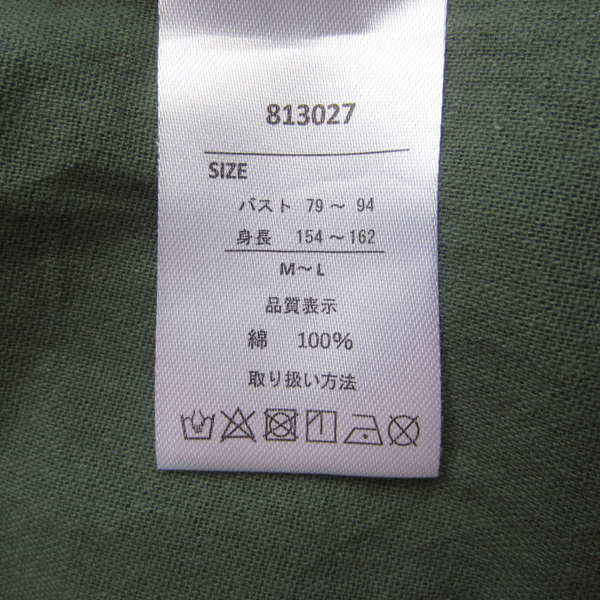 813027
SIZE
バスト 79～ 94
身長 154～162
M～L
品質表示
綿 100%
取り扱い方法